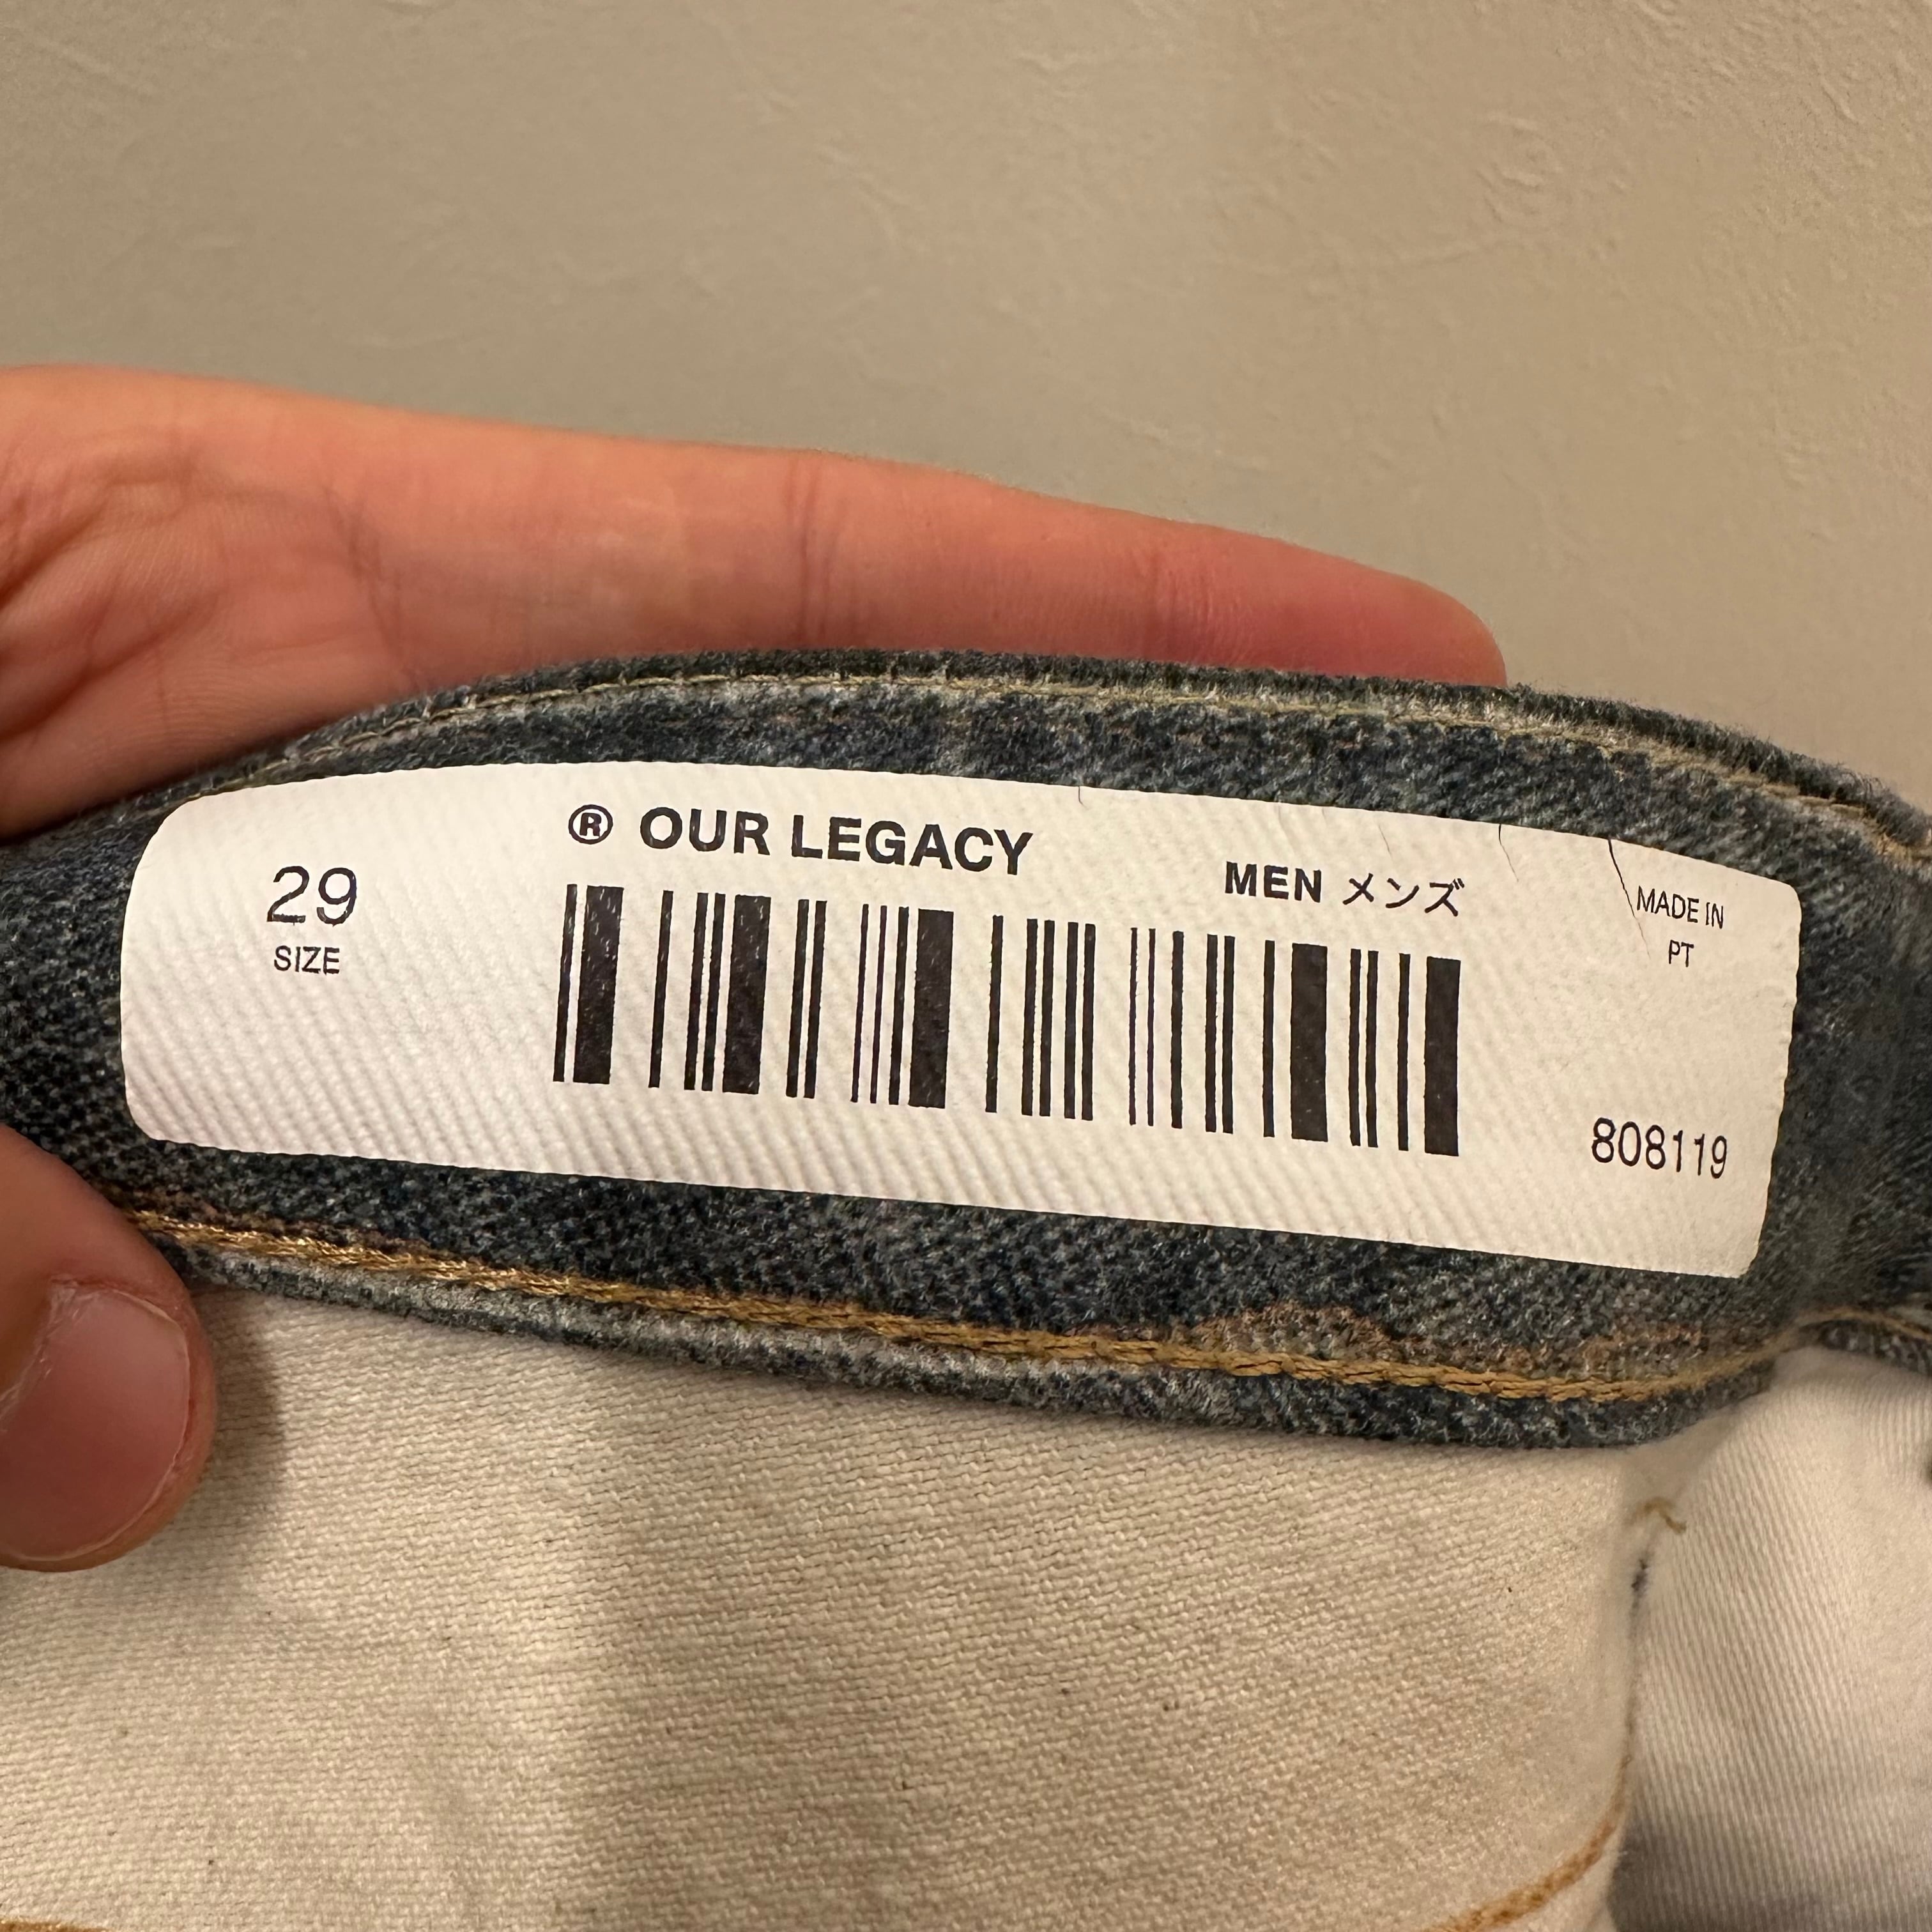 ® OUR LEGACY
29
SIZE
MEN メンズ
MADE IN
PT
808119